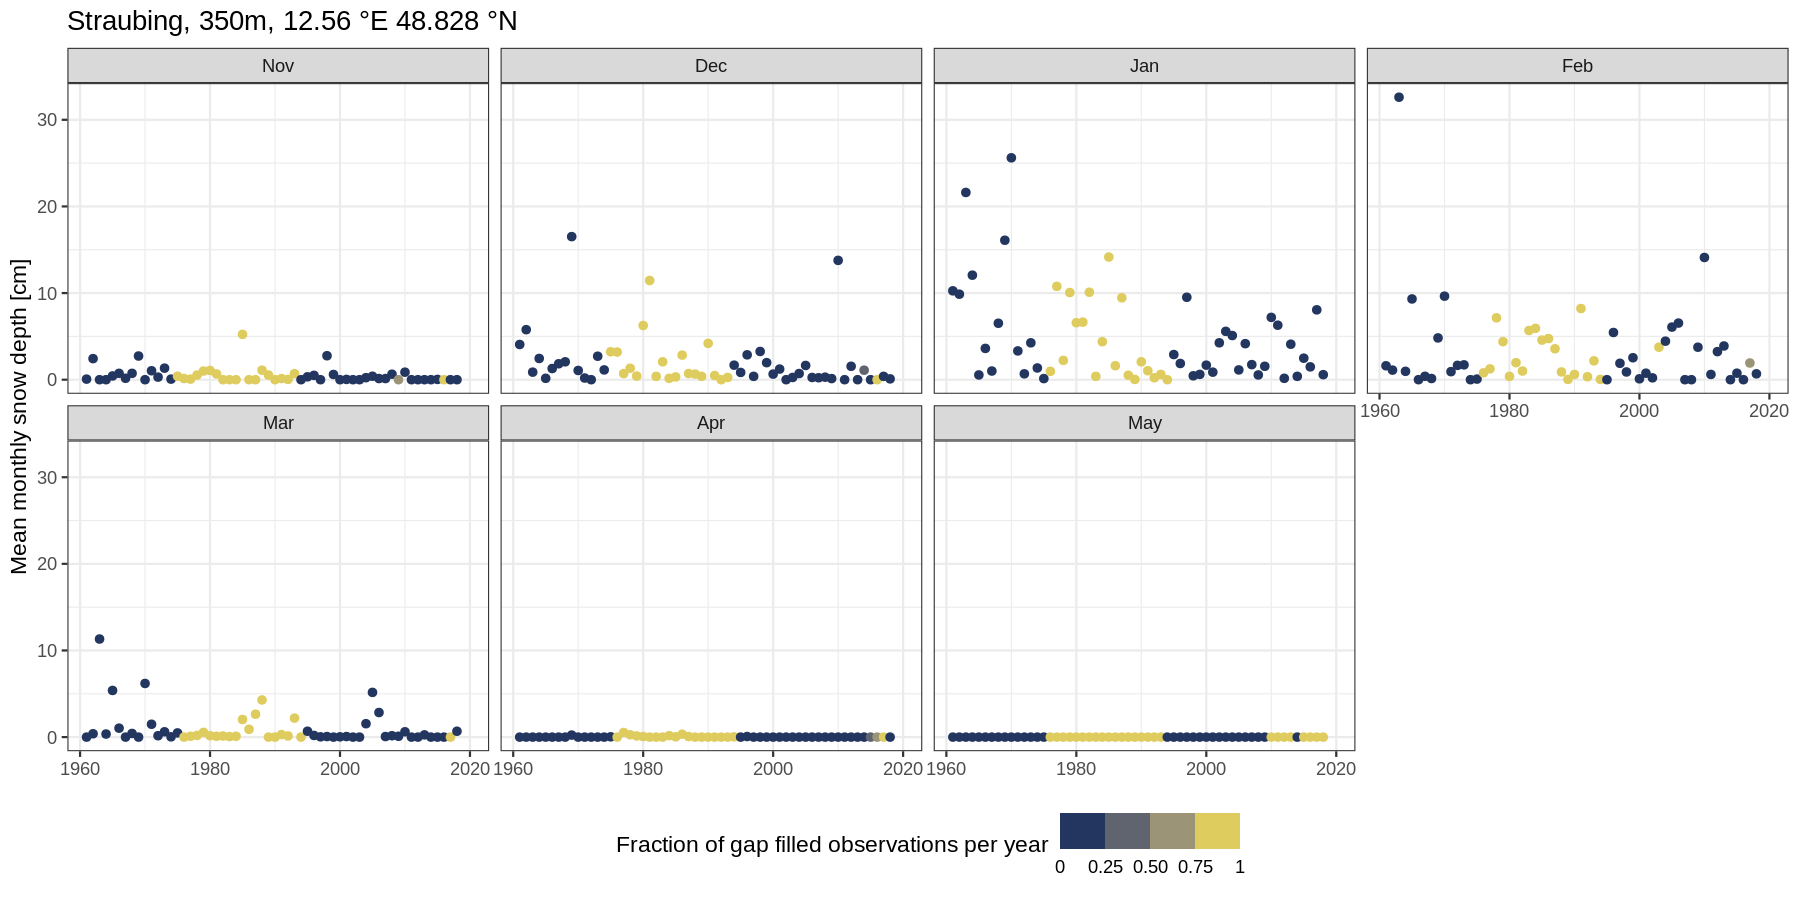 Straubing, 350m, 12.56 °E 48.828 °N
Nov
Dec
Jan
Feb
Mean monthly snow depth [cm]
30
20
10
0
1960
1980
2000
2020
Mar
Apr
May
30
20
10
0
1960
1980
2000
2020
1960
1980
2000
2020
1960
1980
2000
2020
Fraction of gap filled observations per year
0
0.25
0.50
0.75
1